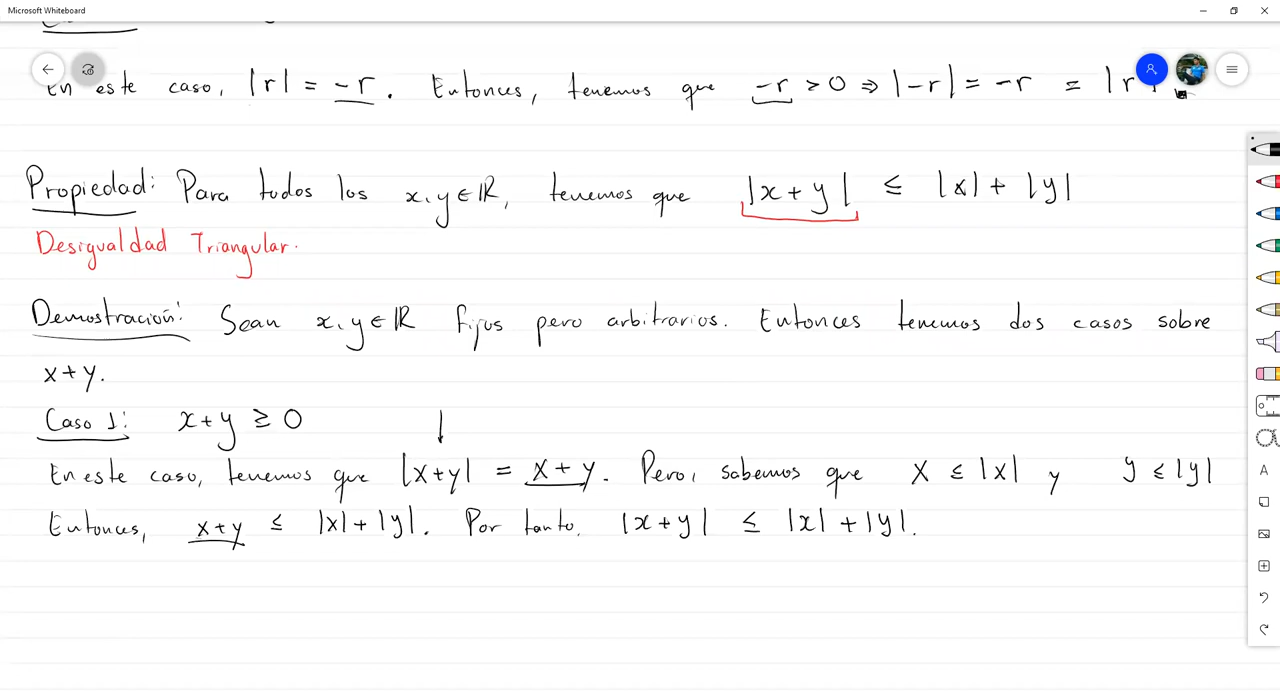 Microsoft Whiteboard
En este caso, |r| = -r. Entonces, tenemos que -r > 0 ⇒ |-r| = -r = |r|
Propiedad: Para todos los x, y ∈ ℝ, tenemos que |x + y| ≤ |x| + |y|
Desigualdad Triangular.
Demostración: Sean x, y ∈ ℝ fijos pero arbitrarios. Entonces tenemos dos casos sobre
x+y.
Caso 1: x+y ≥ 0
En este caso, tenemos que |x+y| = x+y. Pero, sabemos que x ≤ |x| y y ≤ |y|
Entonces, x+y ≤ |x|+|y|. Por tanto, |x+y| ≤ |x|+|y|.
A